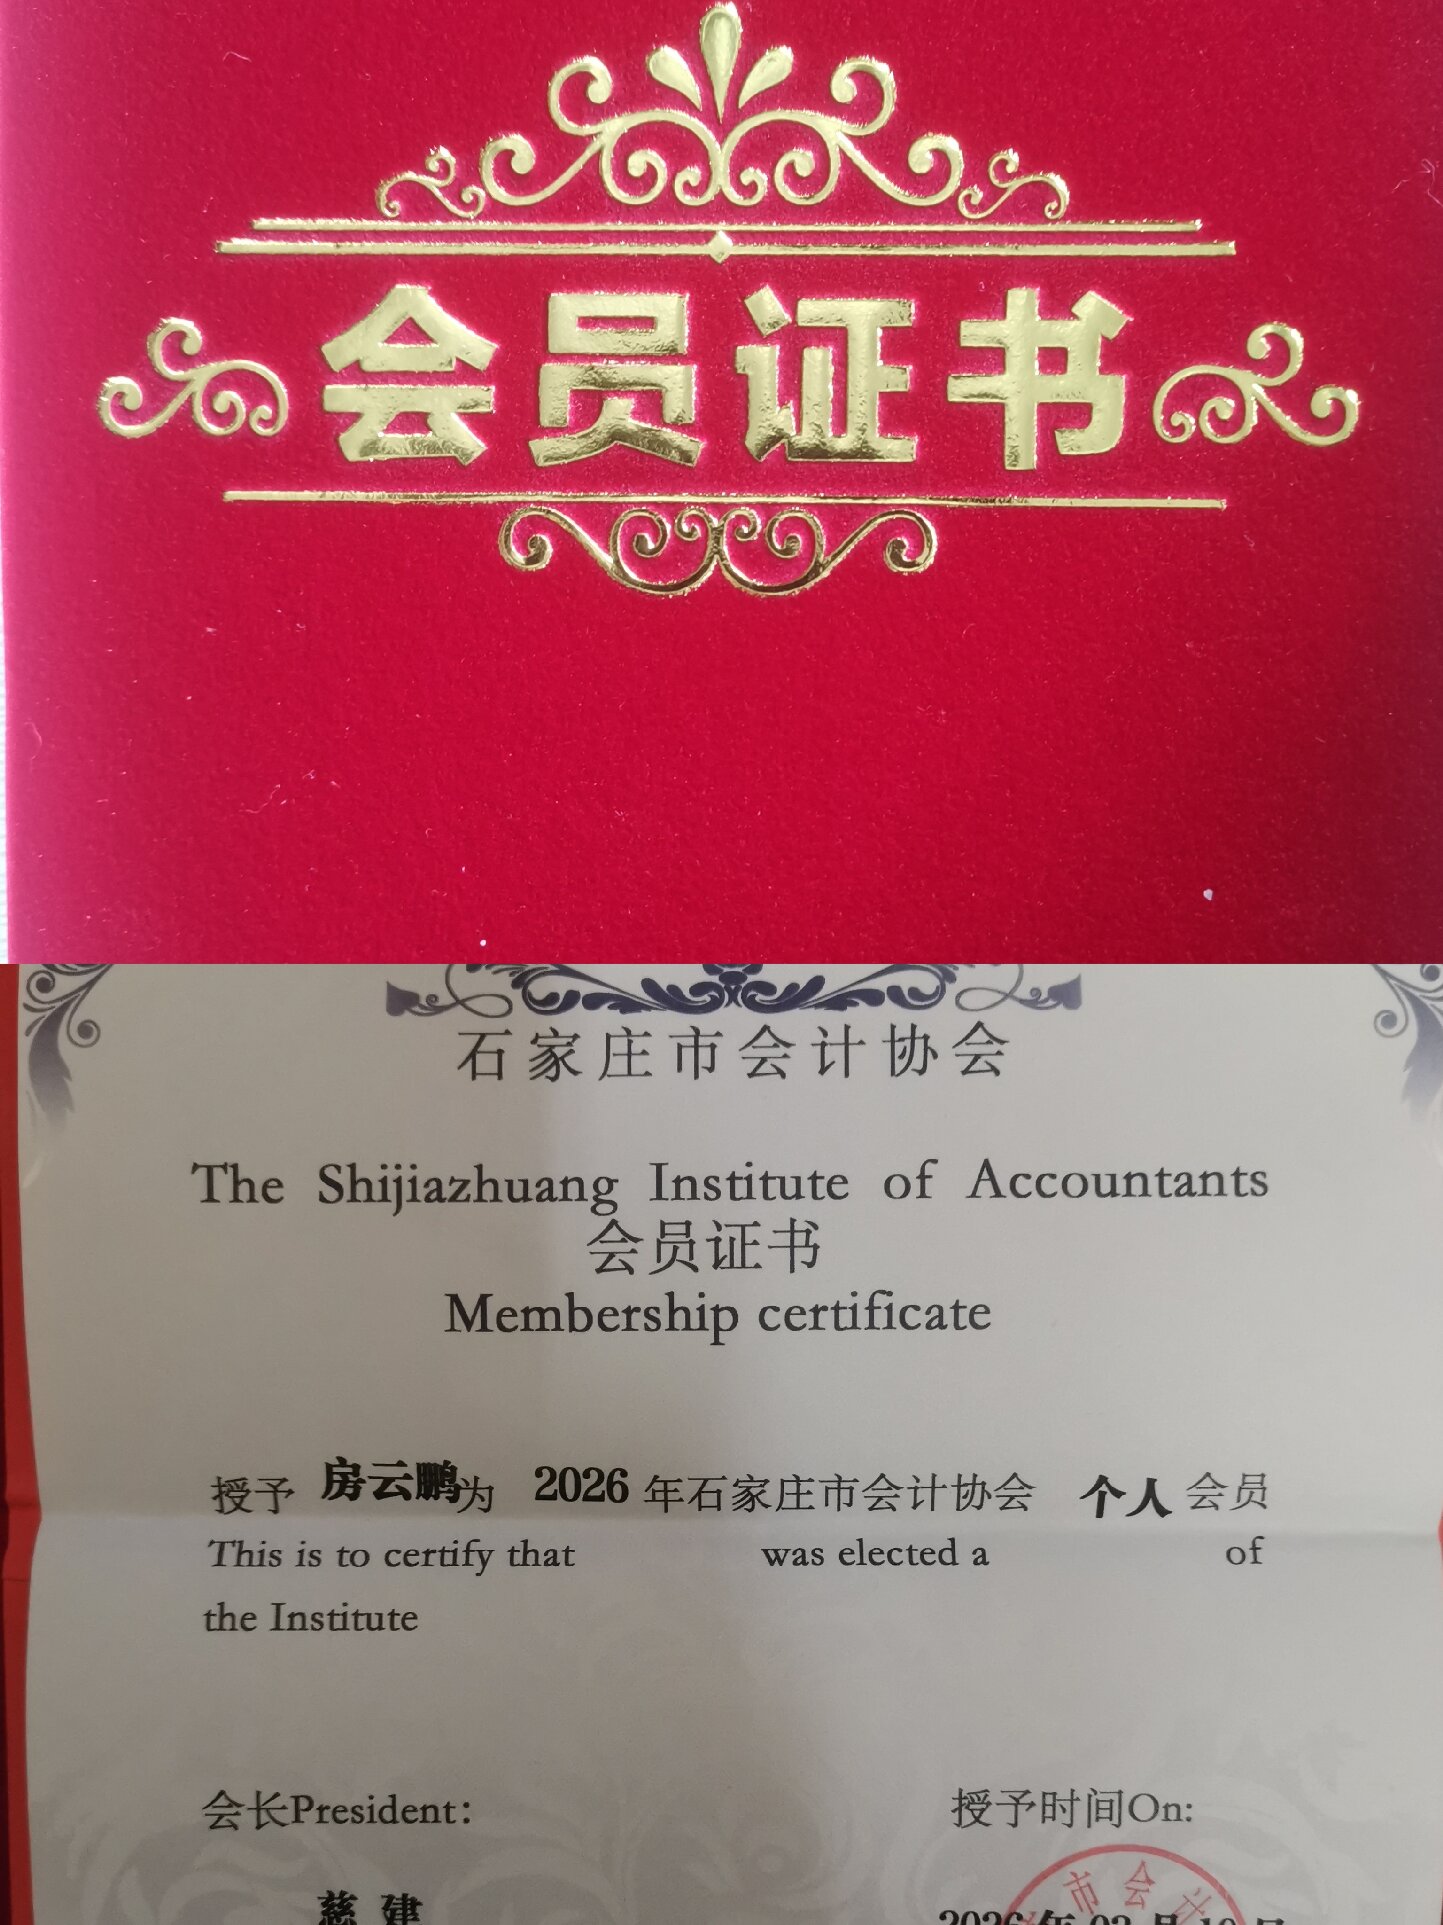 会员证书
石家庄市会计协会
The Shijiazhuang Institute of Accountants
会员证书
Membership certificate
授予 房云鹏为 2026 年石家庄市会计协会 个人 会员
This is to certify that was elected a of
the Institute
会长President: 授予时间On:
市会计
慈建